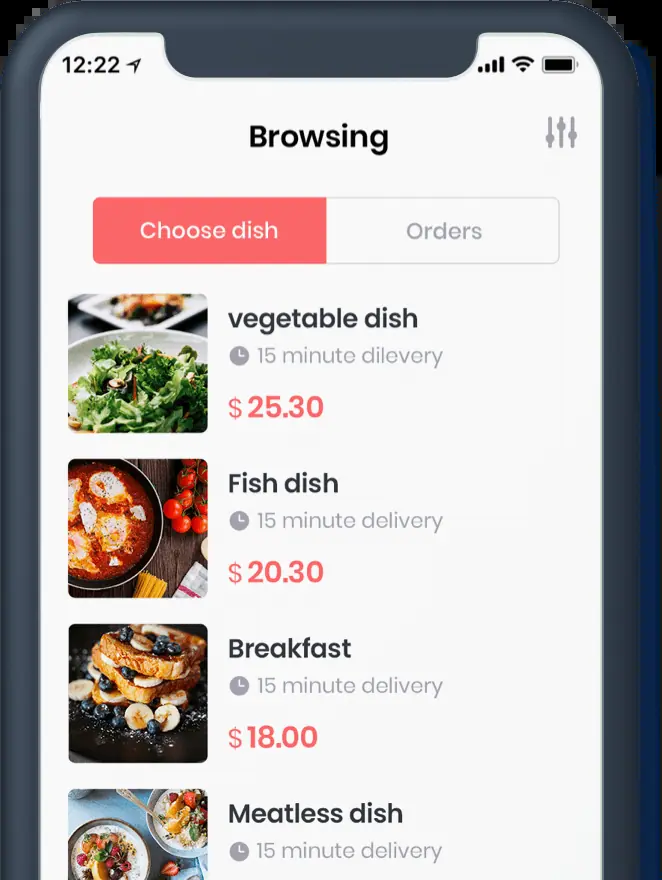 12:22
Browsing
Choose dish
Orders
vegetable dish
15 minute dilevery
$ 25.30
Fish dish
15 minute delivery
$ 20.30
Breakfast
15 minute delivery
$ 18.00
Meatless dish
15 minute delivery